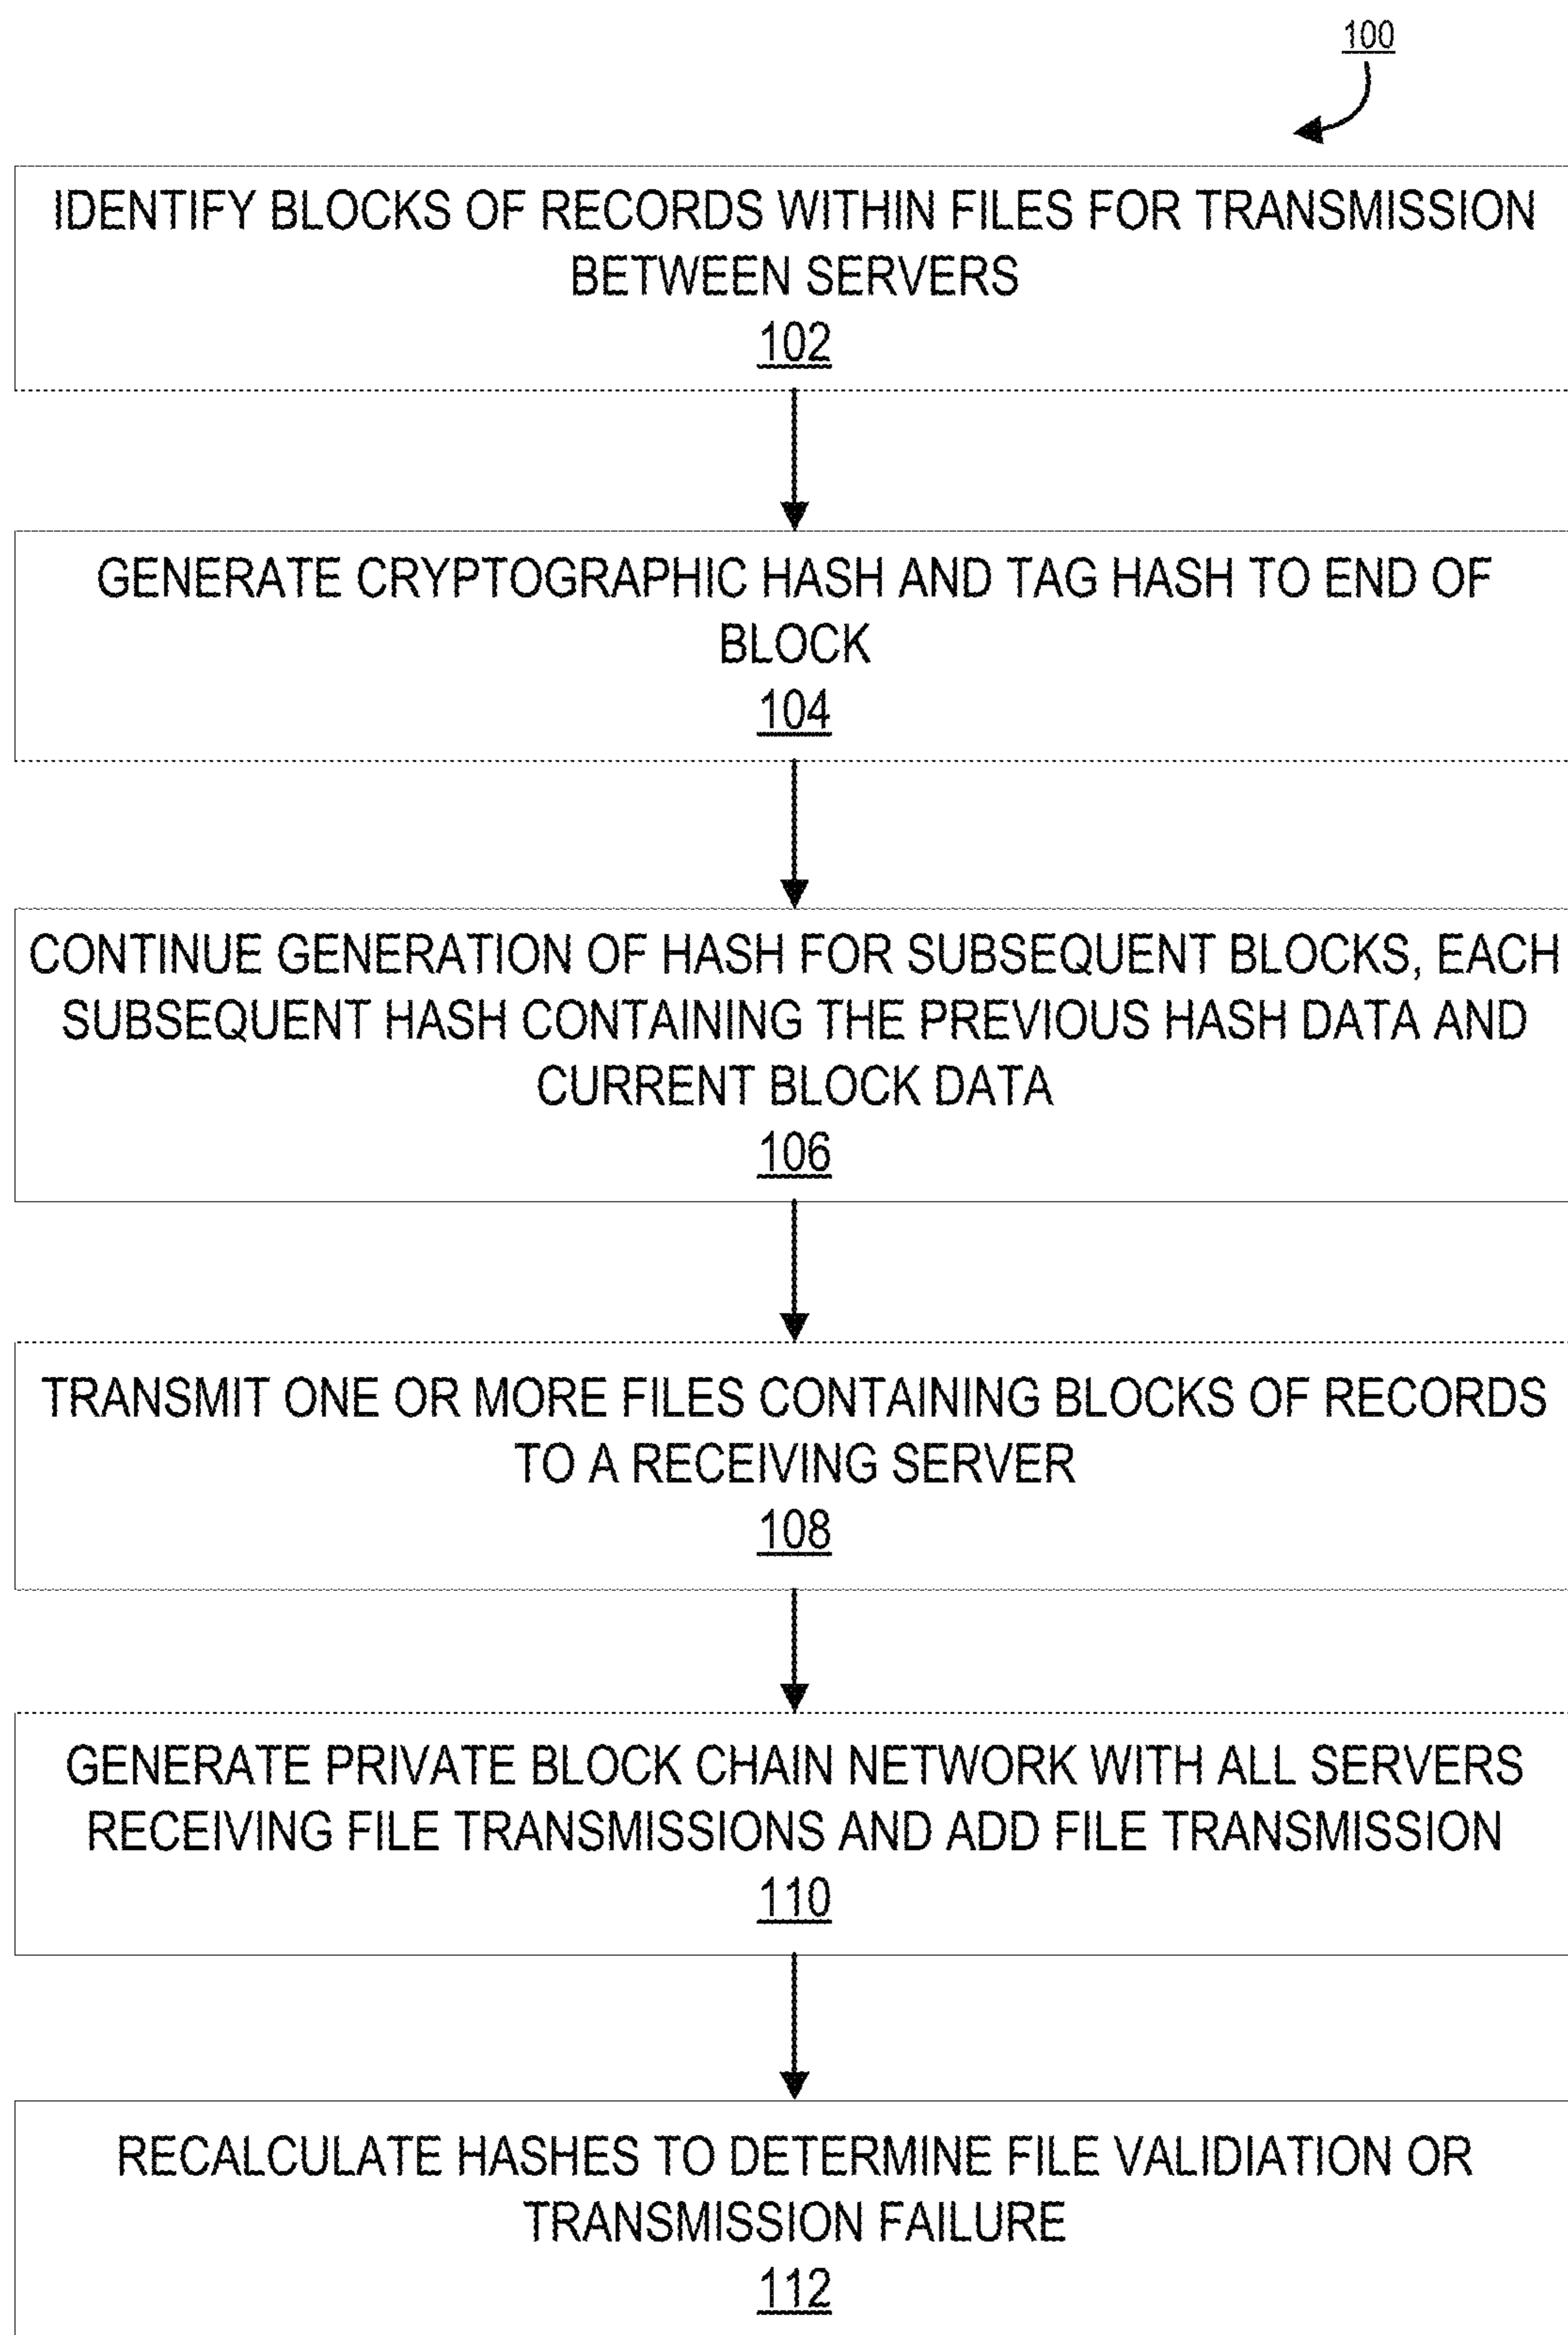 100
IDENTIFY BLOCKS OF RECORDS WITHIN FILES FOR TRANSMISSION
BETWEEN SERVERS
102
GENERATE CRYPTOGRAPHIC HASH AND TAG HASH TO END OF
BLOCK
104
CONTINUE GENERATION OF HASH FOR SUBSEQUENT BLOCKS, EACH
SUBSEQUENT HASH CONTAINING THE PREVIOUS HASH DATA AND
CURRENT BLOCK DATA
106
TRANSMIT ONE OR MORE FILES CONTAINING BLOCKS OF RECORDS
TO A RECEIVING SERVER
108
GENERATE PRIVATE BLOCK CHAIN NETWORK WITH ALL SERVERS
RECEIVING FILE TRANSMISSIONS AND ADD FILE TRANSMISSION
110
RECALCULATE HASHES TO DETERMINE FILE VALIDIATION OR
TRANSMISSION FAILURE
112